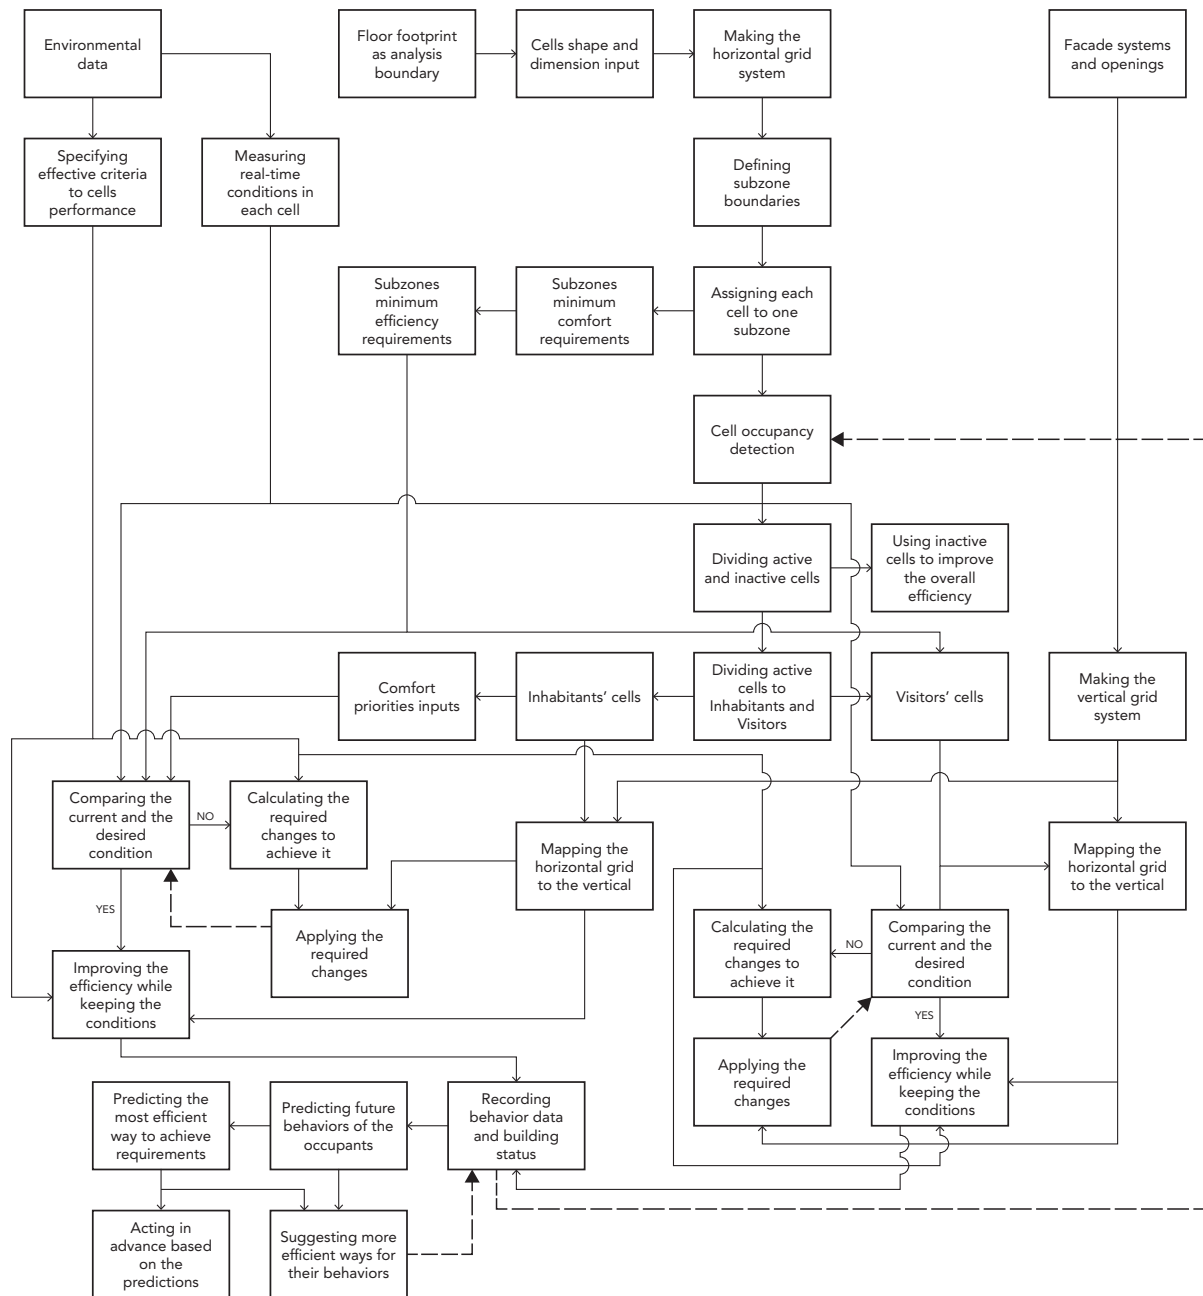 Environmental
data
Floor footprint
as analysis
boundary
Cells shape and
dimension input
Making the
horizontal grid
system
Facade systems
and openings
Specifying
effective criteria
to cells
performance
Measuring
real-time
conditions in
each cell
Defining
subzone
boundaries
Subzones
minimum
efficiency
requirements
Subzones
minimum
comfort
requirements
Assigning each
cell to one
subzone
Cell occupancy
detection
Dividing active
and inactive cells
Using inactive
cells to improve
the overall
efficiency
Comfort
priorities inputs
Inhabitants’ cells
Dividing active
cells to
Inhabitants and
Visitors
Visitors’ cells
Making the
vertical grid
system
Comparing the
current and the
desired
condition
NO
Calculating the
required
changes to
achieve it
Mapping the
horizontal grid
to the vertical
Mapping the
horizontal grid
to the vertical
YES
Applying the
required
changes
Calculating the
required
changes to
achieve it
NO
Comparing the
current and the
desired
condition
Improving the
efficiency while
keeping the
conditions
YES
Applying the
required
changes
Improving the
efficiency while
keeping the
conditions
Predicting the
most efficient
way to achieve
requirements
Predicting future
behaviors of the
occupants
Recording
behavior data
and building
status
Acting in
advance based
on the
predictions
Suggesting more
efficient ways for
their behaviors